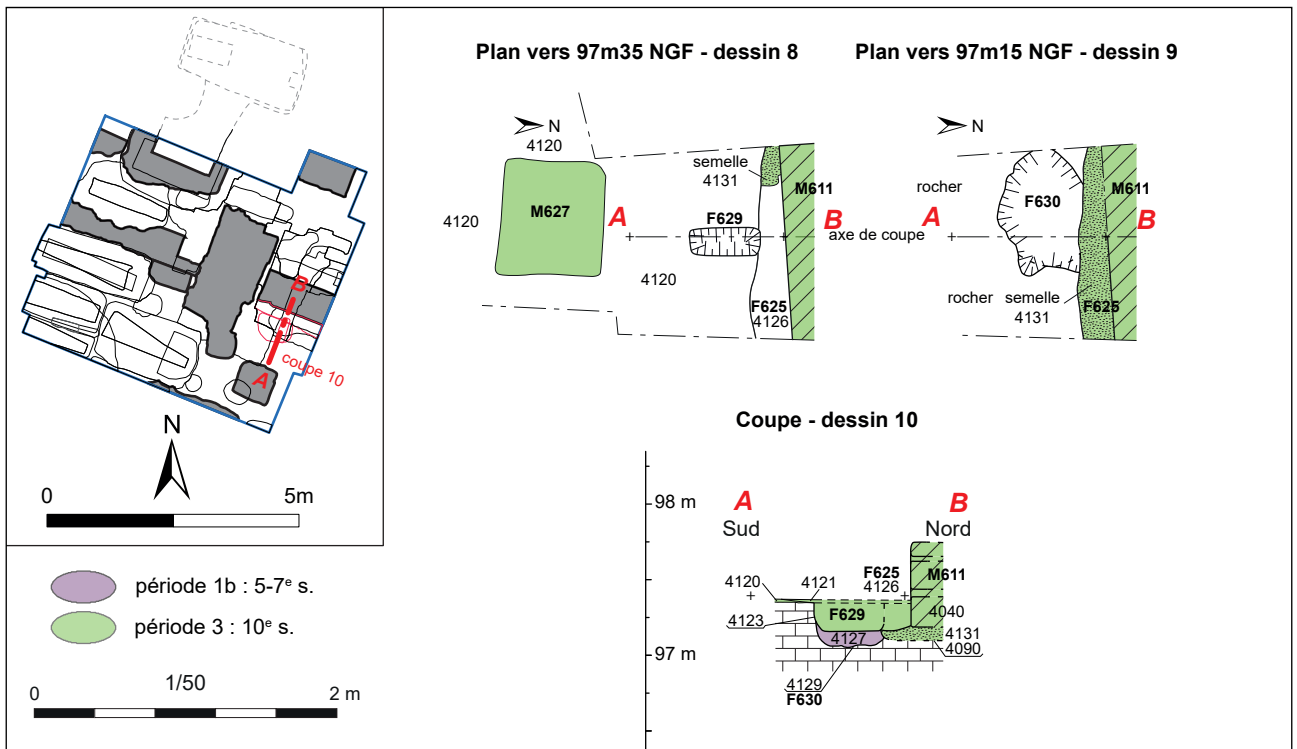 B
A
coupe 10
N
0 5m
période 1b : 5-7e s.
période 3 : 10e s.
1/50
0 2 m
Plan vers 97m35 NGF - dessin 8
N
4120
semelle
4131
M611
4120
M627
A
F629
B
axe de coupe
4120
F625
4126
Plan vers 97m15 NGF - dessin 9
N
rocher
F630
M611
A
B
rocher
semelle
4131
F625
Coupe - dessin 10
98 m
A
B
Sud
Nord
F625
M611
4120
4121
4126
4123
F629
4040
4127
4131
97 m
4090
4129
F630